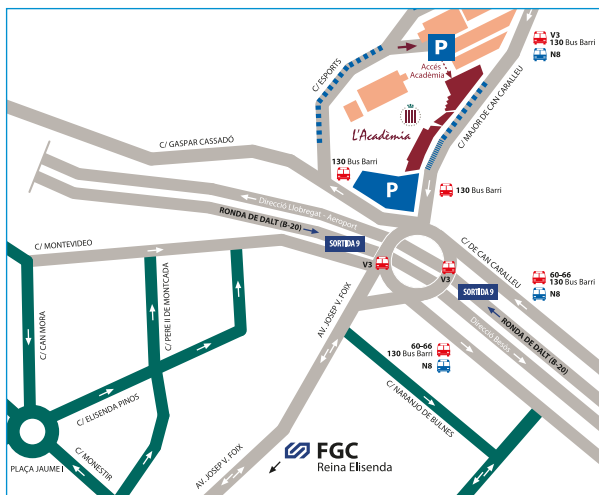 V3
130 Bus Barri
N8
P
Accés
Acadèmia
C/ ESPORTS
L'Acadèmia
C/ MAJOR DE CAN CARALLEU
C/ GASPAR CASSADÓ
130 Bus Barri
P
130 Bus Barri
Direcció Llobregat - Aeroport
RONDA DE DALT (B-20)
SORTIDA 9
C/ MONTEVIDEO
V3
V3
C/ DE CAN CARALLEU
60-66
130 Bus Barri
N8
SORTIDA 9
RONDA DE DALT (B-20)
Direcció Besòs
C/ CAN MORA
C/ PERE II DE MONTCADA
AV. JOSEP V. FOIX
60-66
130 Bus Barri
N8
C/ ELISENDA PINOS
C/ NARANJO DE BULNES
PLAÇA JAUME I
C/ MONESTIR
AV. JOSEP V. FOIX
FGC
Reina Elisenda